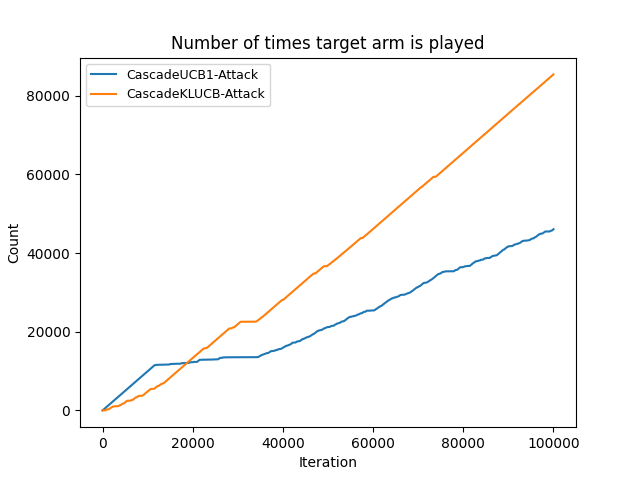 Number of times target arm is played
CascadeUCB1-Attack
CascadeKLUCB-Attack
80000
60000
40000
20000
0
Count
0 20000 40000 60000 80000 100000
Iteration